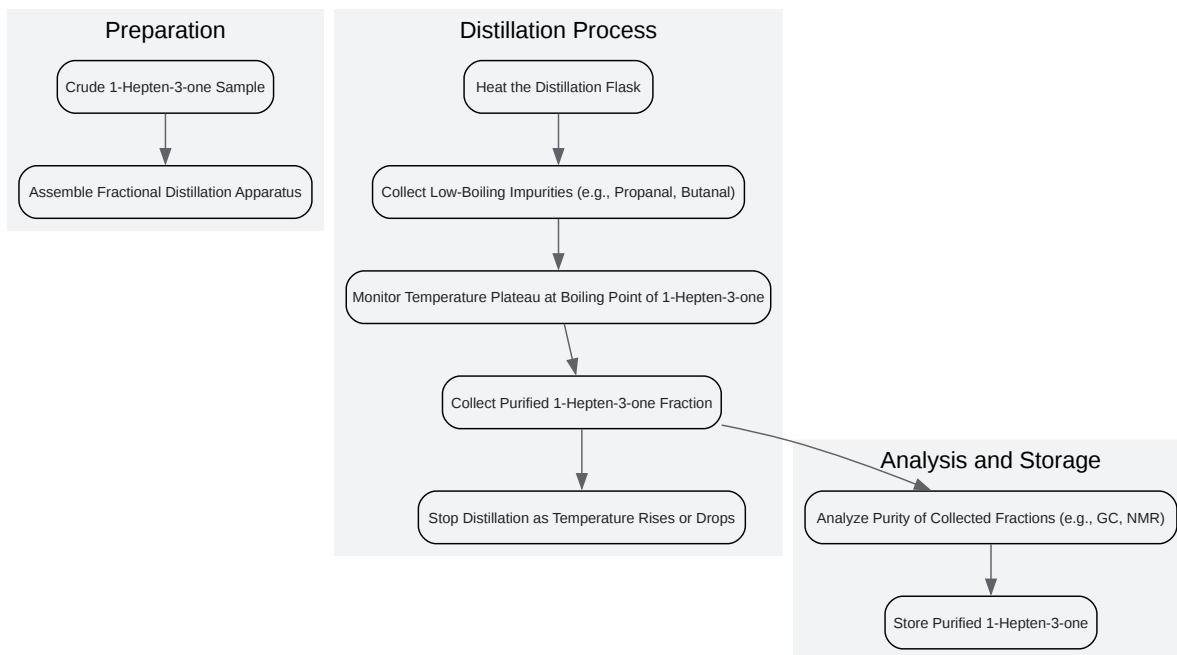 Preparation
Crude 1-Hepten-3-one Sample
Assemble Fractional Distillation Apparatus
Distillation Process
Heat the Distillation Flask
Collect Low-Boiling Impurities (e.g., Propanal, Butanal)
Monitor Temperature Plateau at Boiling Point of 1-Hepten-3-one
Collect Purified 1-Hepten-3-one Fraction
Stop Distillation as Temperature Rises or Drops
Analysis and Storage
Analyze Purity of Collected Fractions (e.g., GC, NMR)
Store Purified 1-Hepten-3-one